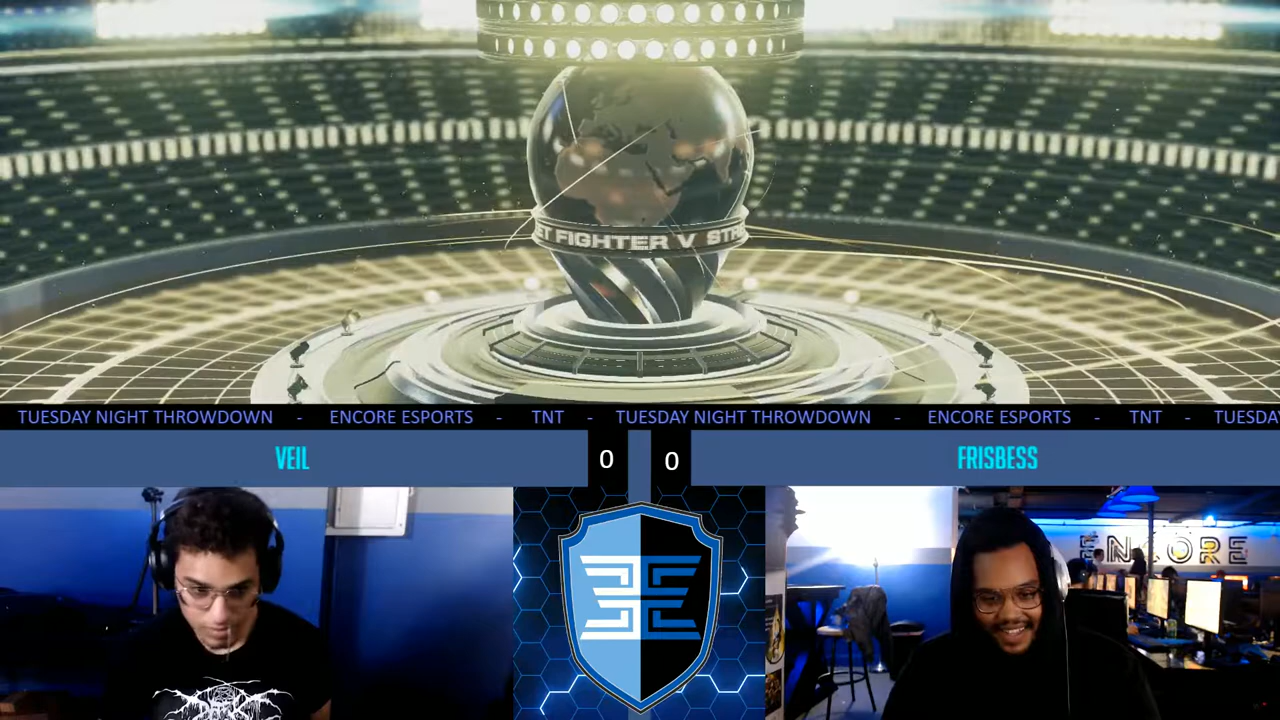 ET FIGHTER V STR
TUESDAY NIGHT THROWDOWN - ENCORE ESPORTS - TNT - TUESDAY NIGHT THROWDOWN - ENCORE ESPORTS - TNT - TUESDA
VEIL 0 0 FRISBESS
ENCORE